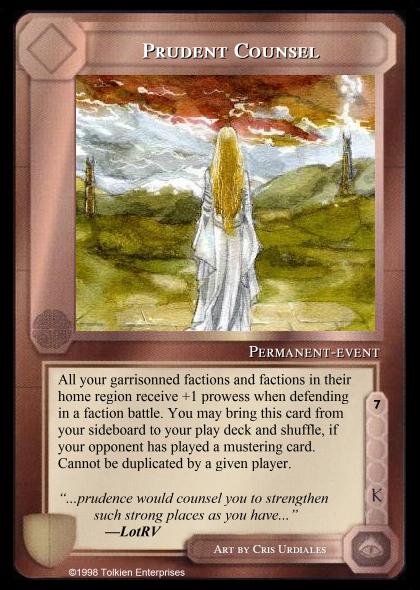 PRUDENT COUNSEL
PERMANENT-EVENT
All your garrisonned factions and factions in their
home region receive +1 prowess when defending
in a faction battle. You may bring this card from
your sideboard to your play deck and shuffle, if
your opponent has played a mustering card.
Cannot be duplicated by a given player.
“...prudence would counsel you to strengthen
such strong places as you have...”
—LotRV
7
K
ART BY CRIS URDIALES
©1998 Tolkien Enterprises